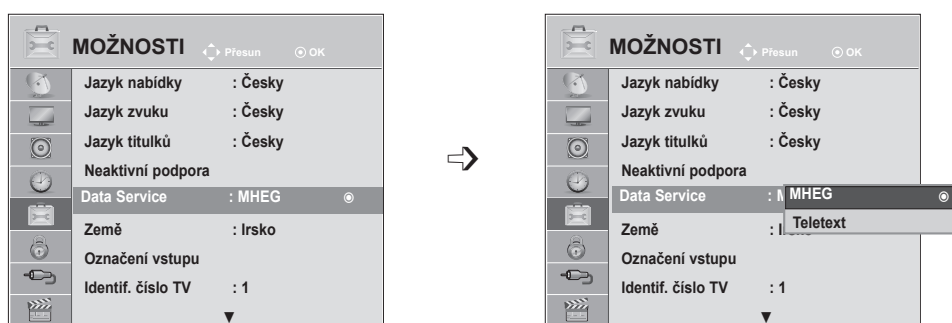 MOŽNOSTI Přesun OK
Jazyk nabídky : Česky
Jazyk zvuku : Česky
Jazyk titulků : Česky
Neaktivní podpora
Data Service : MHEG
Země : Irsko
Označení vstupu
Identif. číslo TV : 1
MOŽNOSTI Přesun OK
Jazyk nabídky : Česky
Jazyk zvuku : Česky
Jazyk titulků : Česky
Neaktivní podpora
Data Service : M
MHEG
Teletext
Země : Irsko
Označení vstupu
Identif. číslo TV : 1